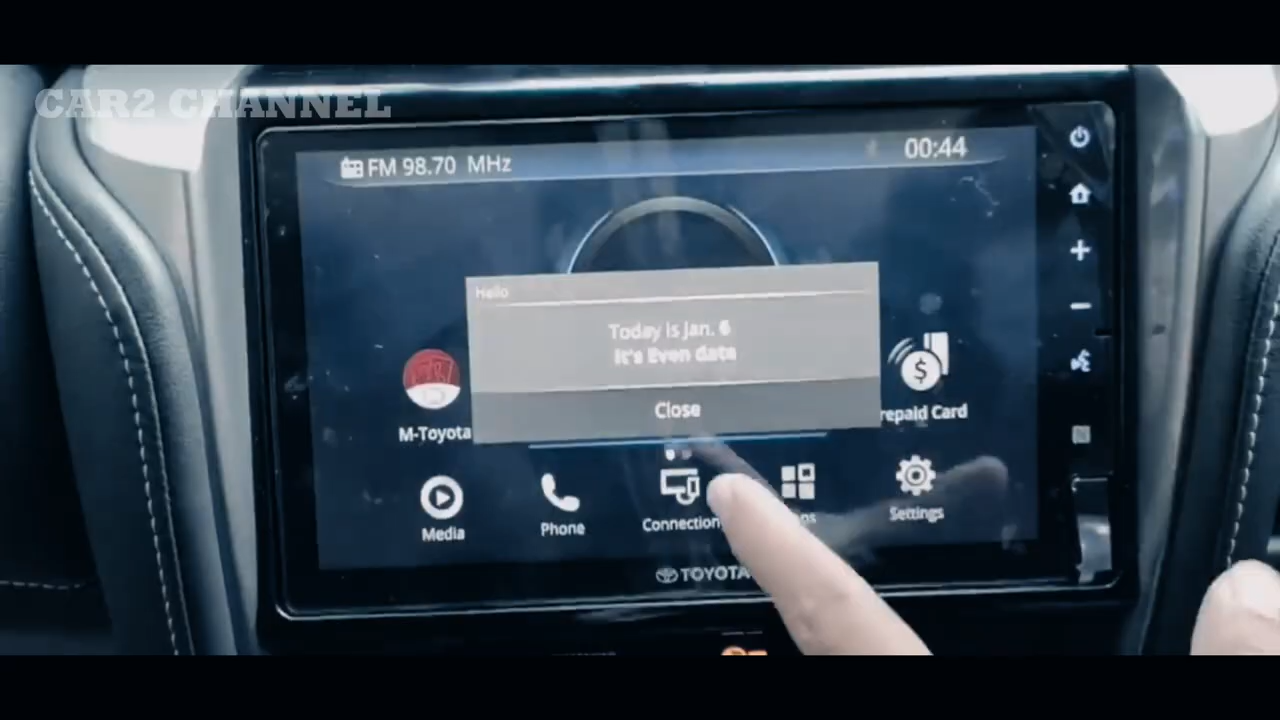 CAR2 CHANNEL
FM 98.70 MHz
00:44
Hello
Today is Jan. 6
It's Even date
Close
M-Toyota
repaid Card
Media
Phone
Connection
Settings
TOYOTA